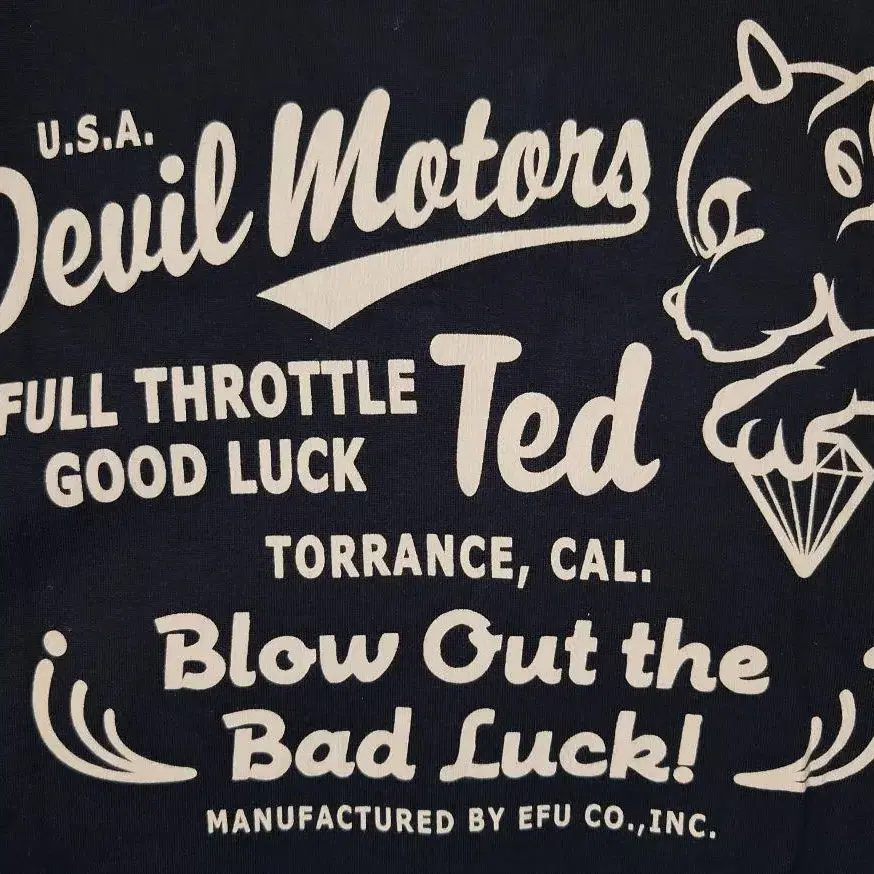 U.S.A.
Devil Motors
FULL THROTTLE
GOOD LUCK
Ted
TORRANCE, CAL.
Blow Out the
Bad Luck!
MANUFACTURED BY EFU CO.,INC.